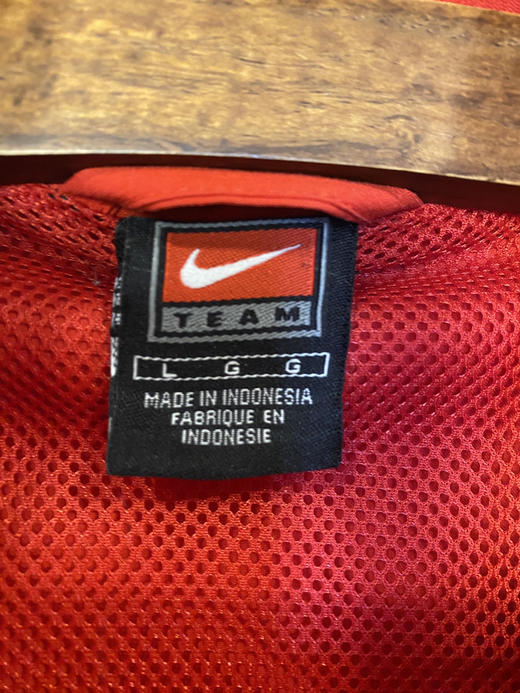 TEAM
L G G
MADE IN INDONESIA
FABRIQUE EN
INDONESIE